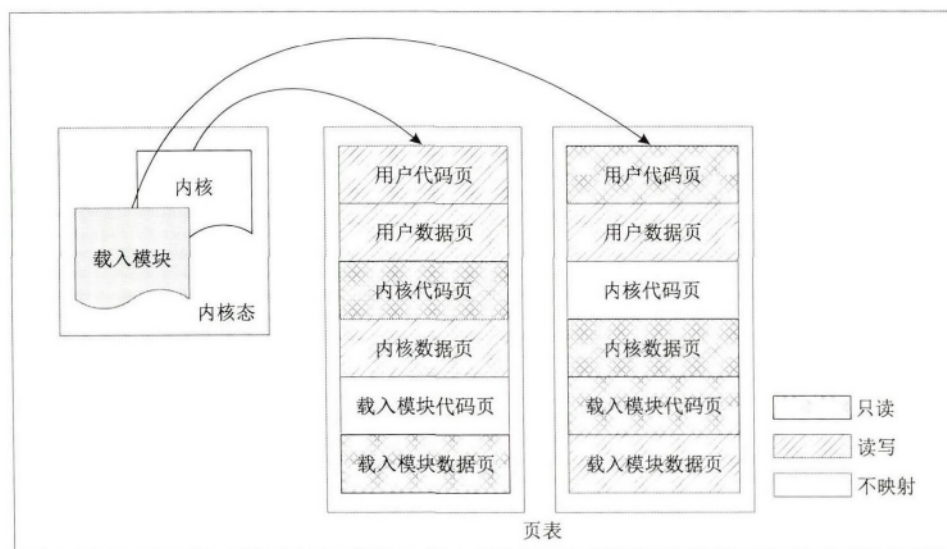 内核
载入模块
内核态
用户代码页
用户数据页
内核代码页
内核数据页
载入模块代码页
载入模块数据页
用户代码页
用户数据页
内核代码页
内核数据页
载入模块代码页
载入模块数据页
只读
读写
不映射
页表